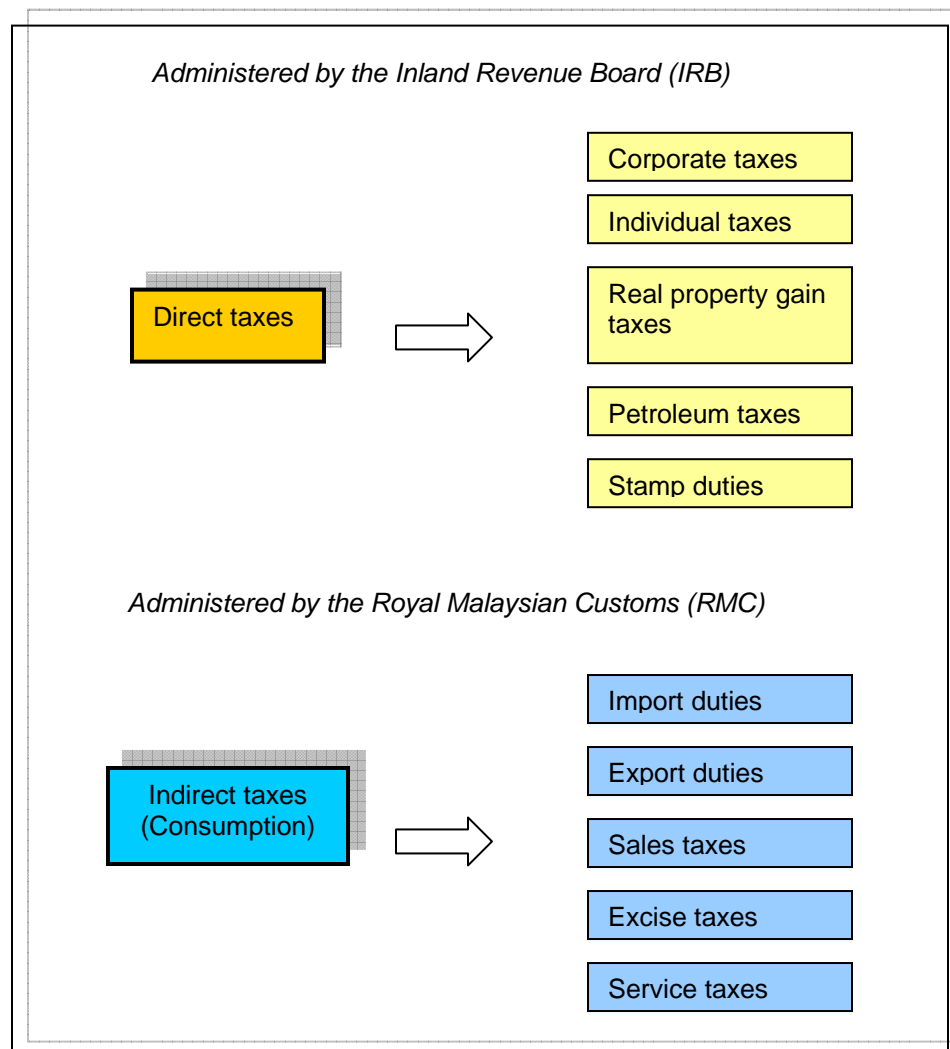 Administered by the Inland Revenue Board (IRB)
Corporate taxes
Individual taxes
Direct taxes
Real property gain
taxes
Petroleum taxes
Stamp duties
Administered by the Royal Malaysian Customs (RMC)
Import duties
Export duties
Indirect taxes
(Consumption)
Sales taxes
Excise taxes
Service taxes